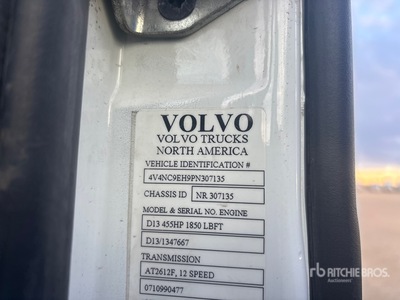 VOLVO
VOLVO TRUCKS
NORTH AMERICA
VEHICLE IDENTIFICATION #
4V4NC9EH9PN307135
CHASSIS ID NR 307135
MODEL & SERIAL NO. ENGINE
D13 455HP 1850 LBFT
D13/1347667
TRANSMISSION
AT2612F, 12 SPEED
0710990477
rb RITCHIE BROS.